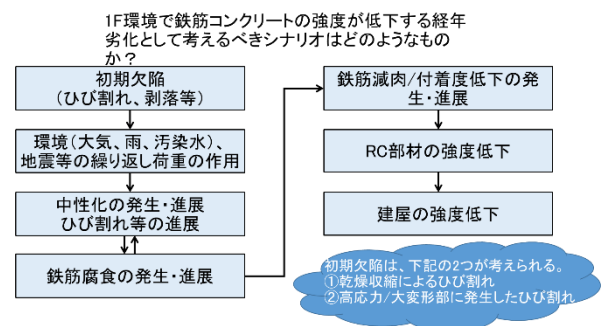 1F環境で鉄筋コンクリートの強度が低下する経年
劣化として考えるべきシナリオはどのようなもの
か？
初期欠陥
（ひび割れ、剥落等）
環境（大気、雨、汚染水）、
地震等の繰り返し荷重の作用
中性化の発生・進展
ひび割れ等の進展
鉄筋腐食の発生・進展
鉄筋減肉/付着度低下の発
生・進展
RC部材の強度低下
建屋の強度低下
初期欠陥は、下記の2つが考えられる。
①乾燥収縮によるひび割れ
②高応力/大変形部に発生したひび割れ